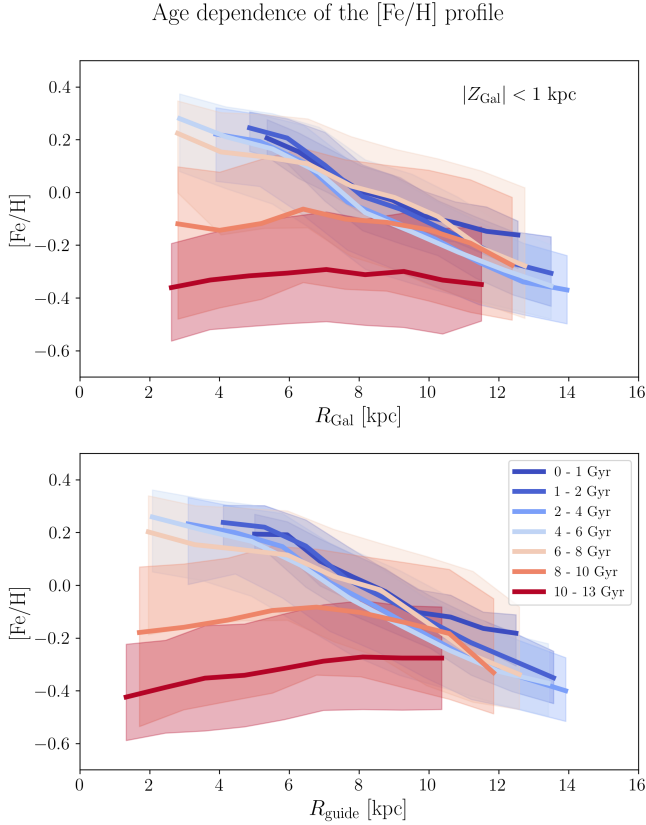 Age dependence of the [Fe/H] profile
|Z_Gal| < 1 kpc
[Fe/H]
0.4
0.2
0.0
−0.2
−0.4
−0.6
0 2 4 6 8 10 12 14 16
R_Gal [kpc]
0 - 1 Gyr
1 - 2 Gyr
2 - 4 Gyr
4 - 6 Gyr
6 - 8 Gyr
8 - 10 Gyr
10 - 13 Gyr
[Fe/H]
0.4
0.2
0.0
−0.2
−0.4
−0.6
0 2 4 6 8 10 12 14 16
R_guide [kpc]